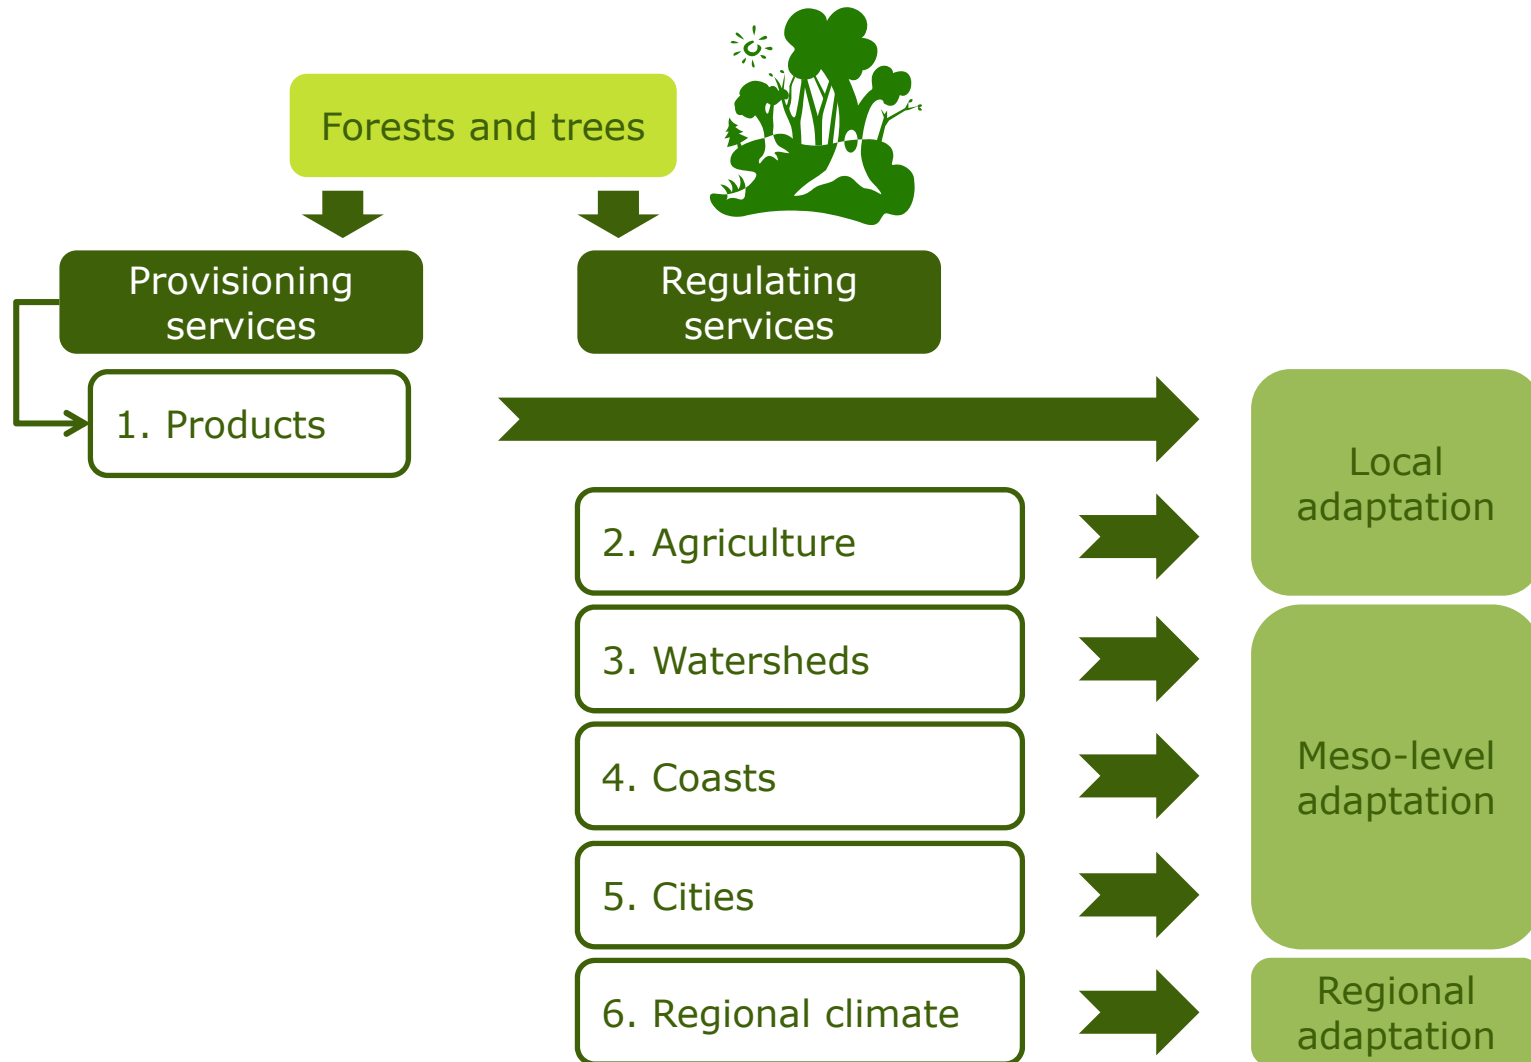 Forests and trees
Provisioning
services
Regulating
services
1. Products
Local
adaptation
2. Agriculture
3. Watersheds
4. Coasts
Meso-level
adaptation
5. Cities
6. Regional climate
Regional
adaptation